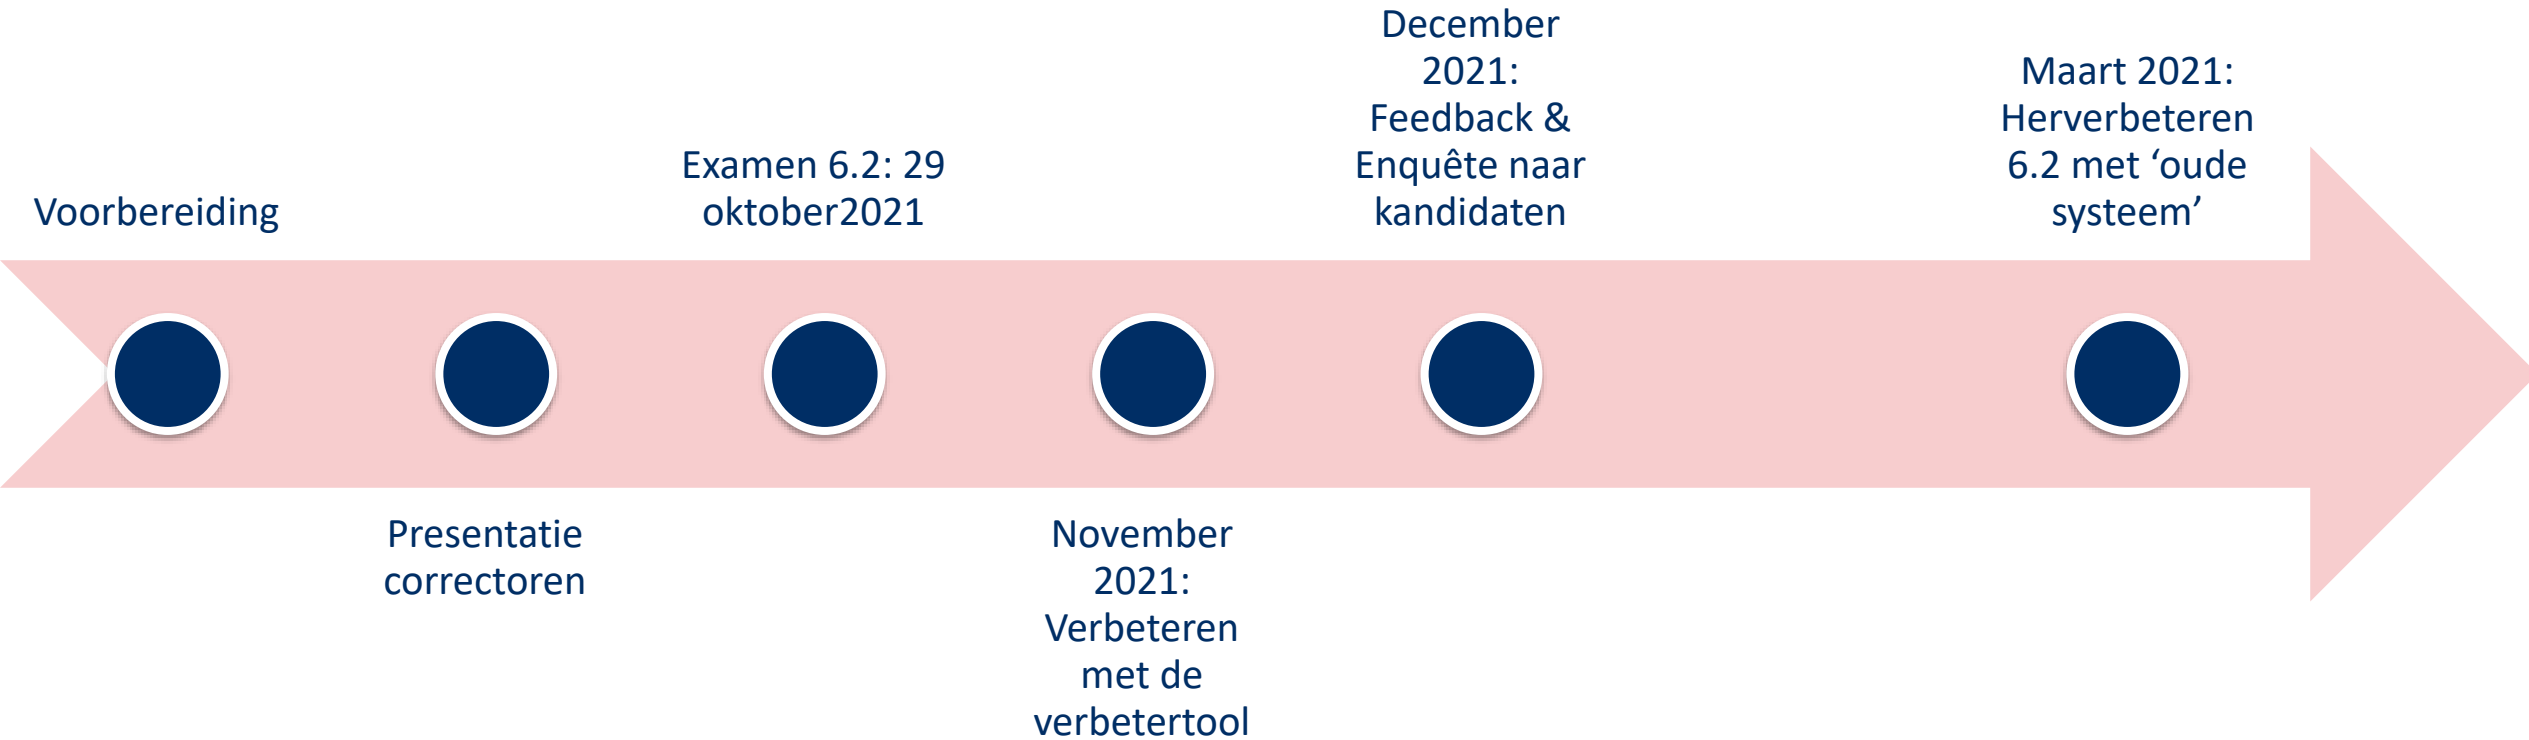 Voorbereiding
Presentatie
correctoren
Examen 6.2: 29
oktober2021
November
2021:
Verbeteren
met de
verbetertool
December
2021:
Feedback &
Enquête naar
kandidaten
Maart 2021:
Herverbeteren
6.2 met ‘oude
systeem’